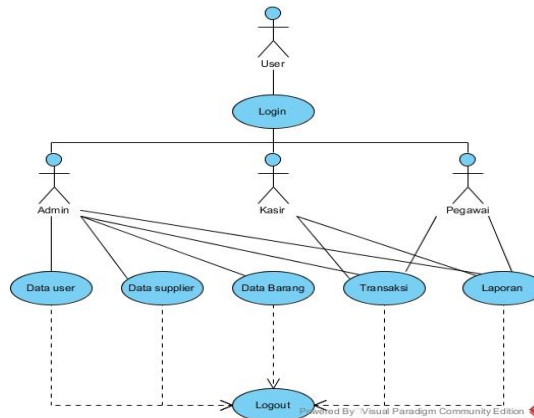 User
Login
Admin Kasir Pegawai
Data user Data supplier Data Barang Transaksi Laporan
Logout
Powered By Visual Paradigm Community Edition